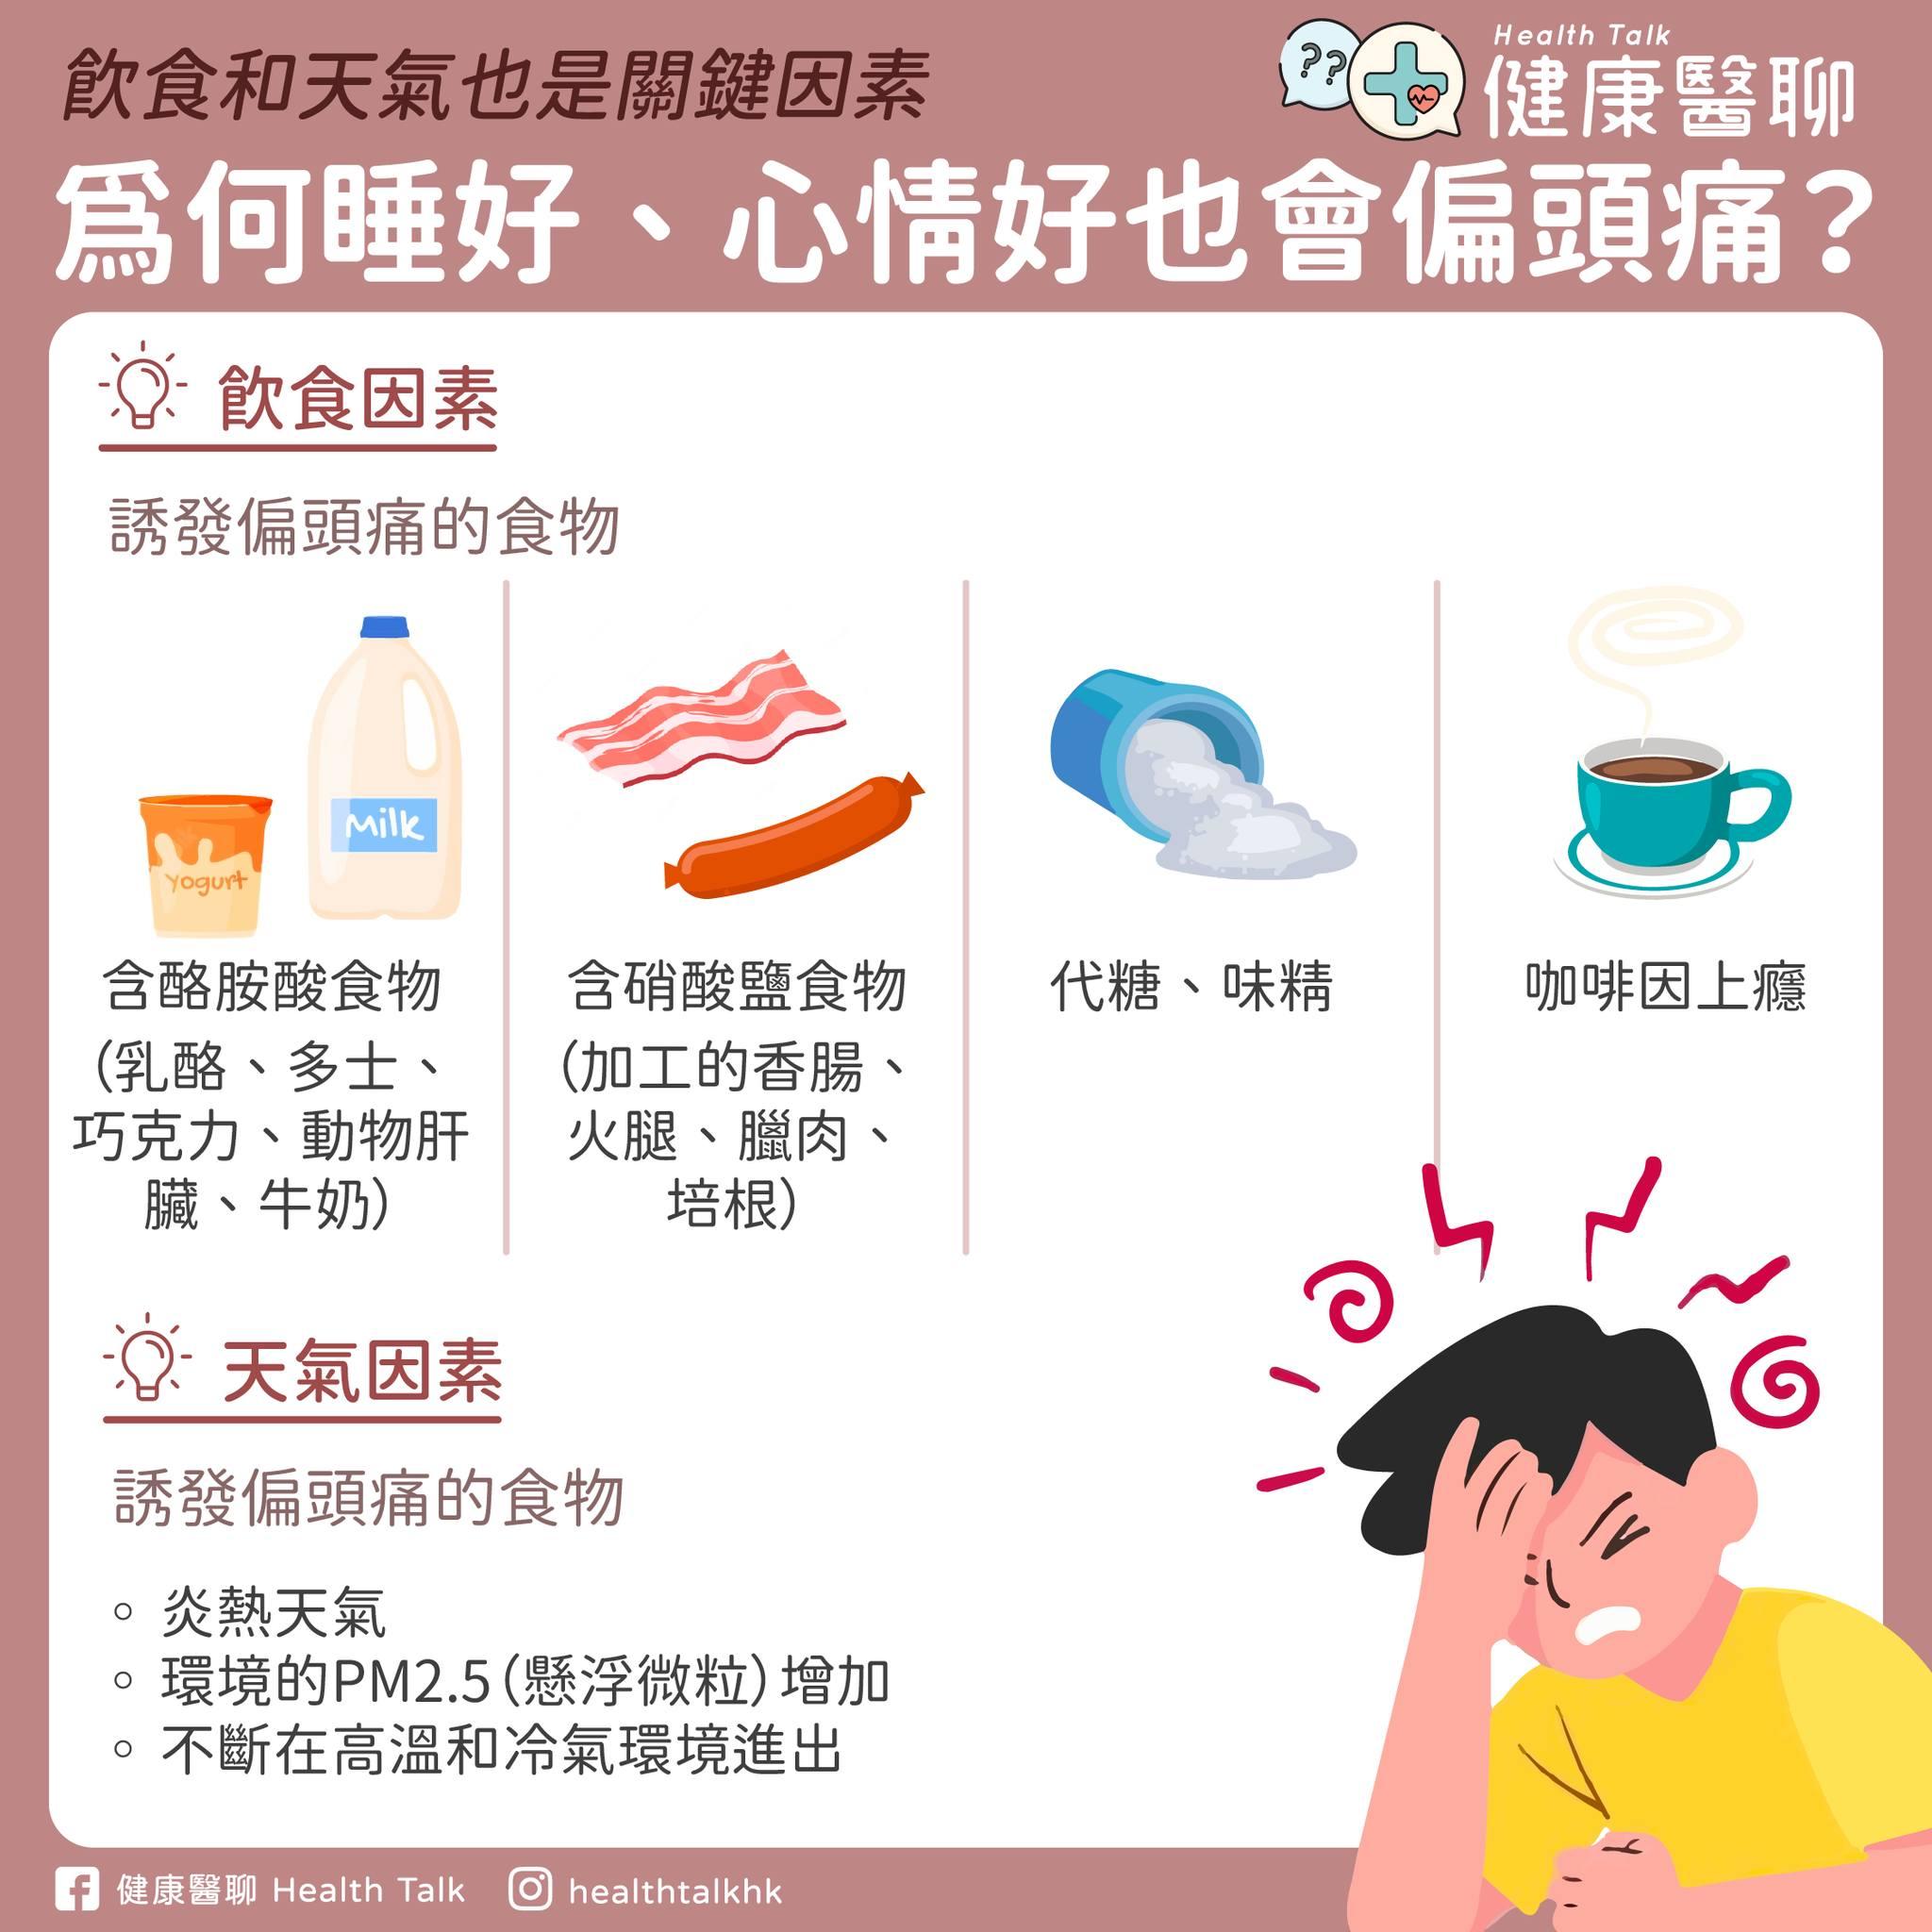 飲食和天氣也是關鍵因素
Health Talk
健康醫聊
??
為何睡好、心情好也會偏頭痛？
飲食因素
誘發偏頭痛的食物
Milk
Yogurt
含酪胺酸食物
(乳酪、多士、
巧克力、動物肝
臟、牛奶)
含硝酸鹽食物
(加工的香腸、
火腿、臘肉、
培根)
代糖、味精
咖啡因上癮
天氣因素
誘發偏頭痛的食物
炎熱天氣
環境的PM2.5(懸浮微粒)增加
不斷在高溫和冷氣環境進出
健康醫聊 Health Talk
healthtalkhk